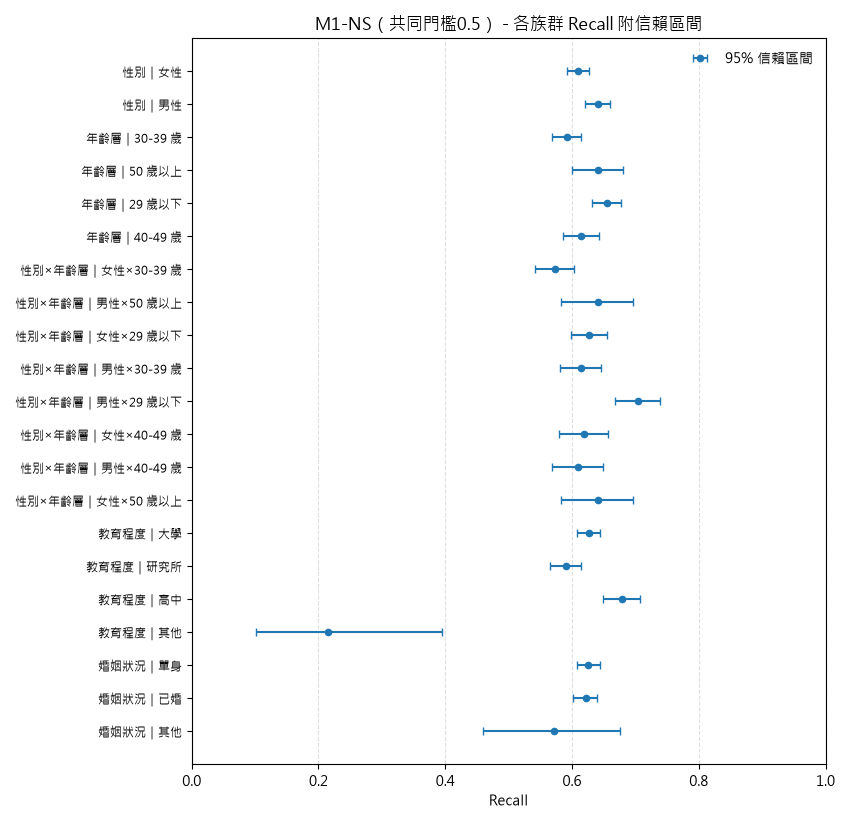 M1-NS（共同門檻0.5） - 各族群 Recall 附信賴區間
95% 信賴區間
性別｜女性
性別｜男性
年齡層｜30-39 歲
年齡層｜50 歲以上
年齡層｜29 歲以下
年齡層｜40-49 歲
性別×年齡層｜女性×30-39 歲
性別×年齡層｜男性×50 歲以上
性別×年齡層｜女性×29 歲以下
性別×年齡層｜男性×30-39 歲
性別×年齡層｜男性×29 歲以下
性別×年齡層｜女性×40-49 歲
性別×年齡層｜男性×40-49 歲
性別×年齡層｜女性×50 歲以上
教育程度｜大學
教育程度｜研究所
教育程度｜高中
教育程度｜其他
婚姻狀況｜單身
婚姻狀況｜已婚
婚姻狀況｜其他
0.0 0.2 0.4 0.6 0.8 1.0
Recall